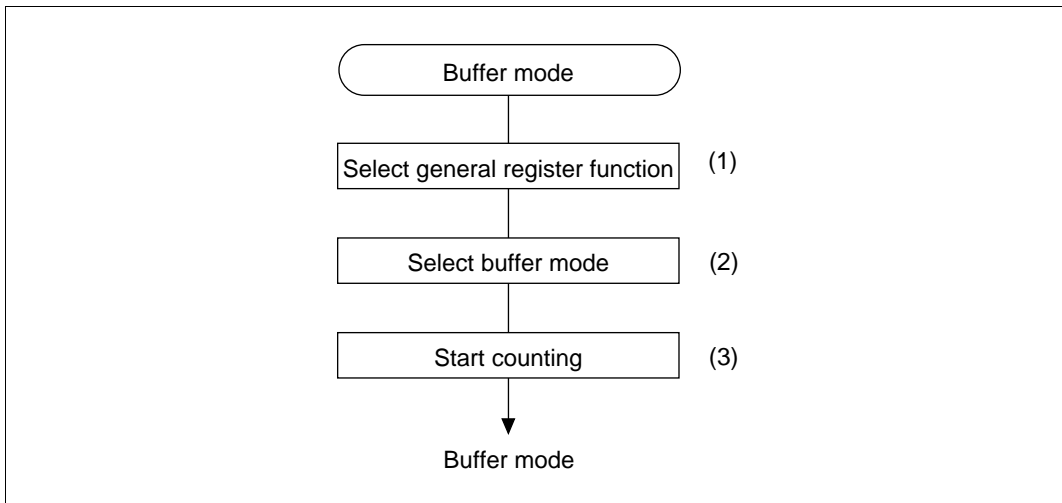 Buffer mode
Select general register function (1)
Select buffer mode (2)
Start counting (3)
Buffer mode